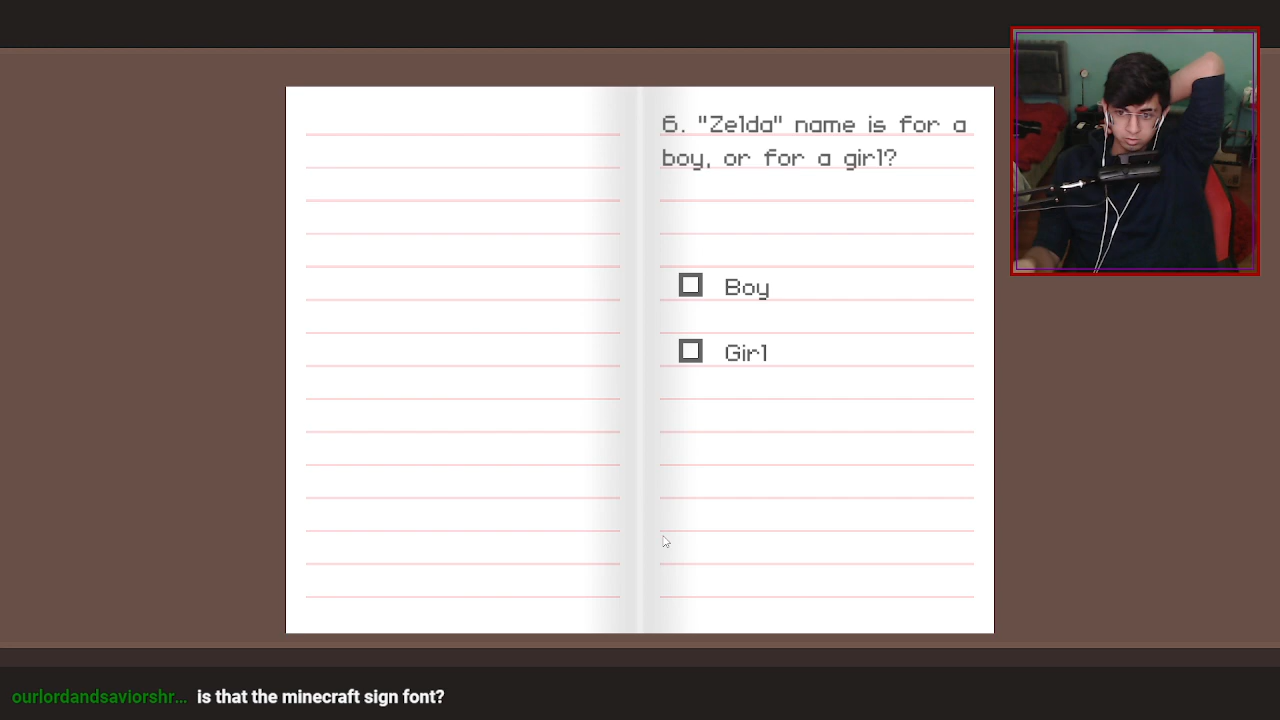 6. "Zelda" name is for a
boy, or for a girl?
Boy
Girl
ourlordandsaviorshr... is that the minecraft sign font?